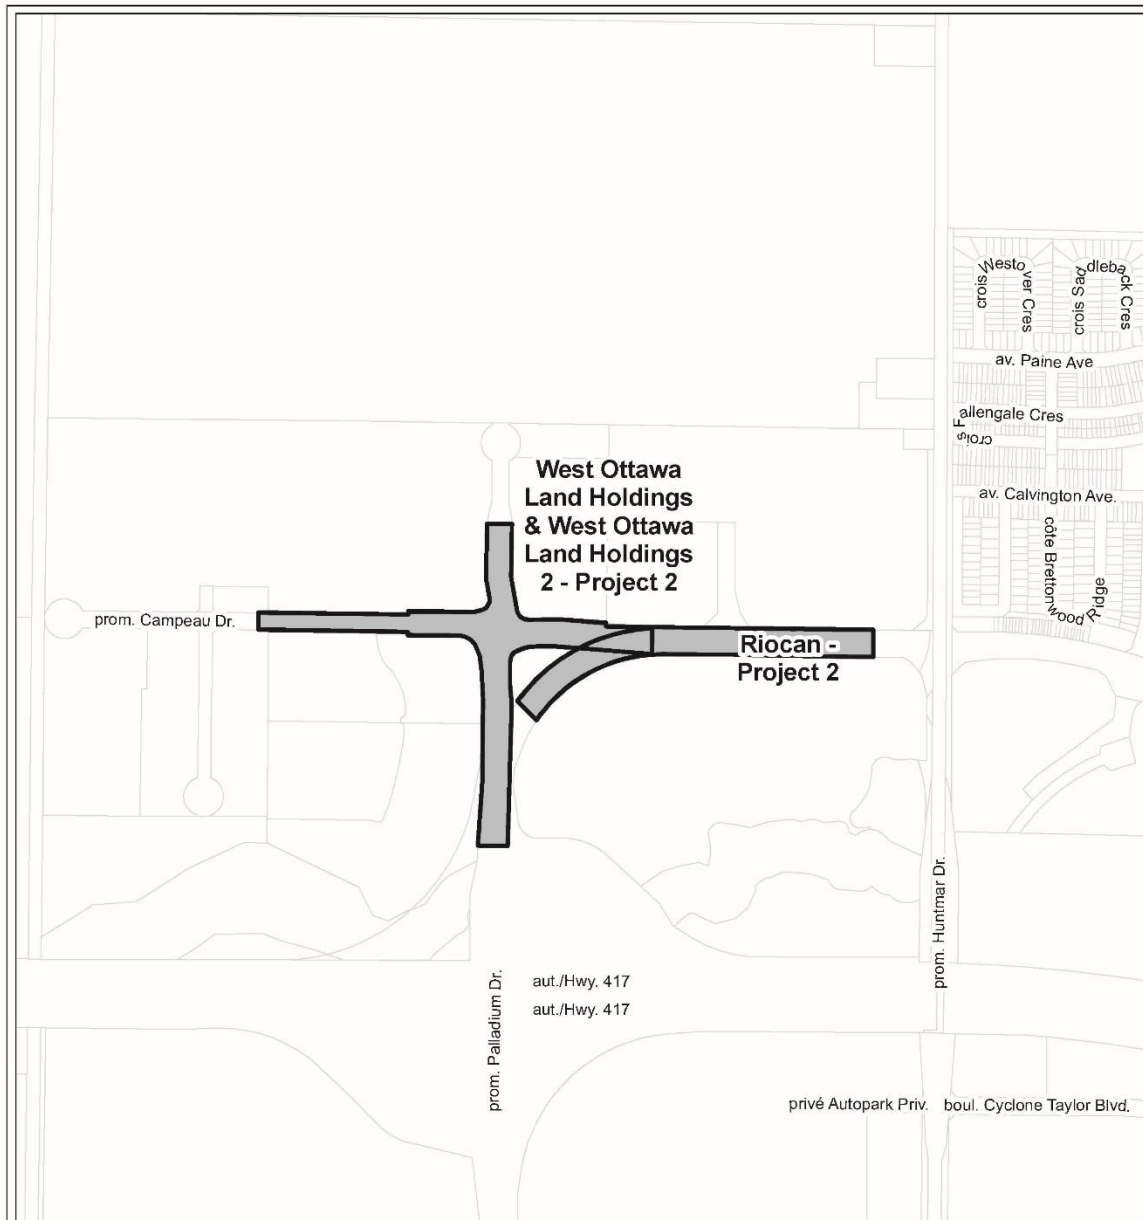 crois Westover Cres
crois Saddleback Cres
av. Paine Ave
crois Fallengale Cres
av. Calvington Ave.
côte Brettonwood Ridge
West Ottawa
Land Holdings
& West Ottawa
Land Holdings
2 - Project 2
prom. Campeau Dr.
Riocan -
Project 2
prom. Huntmar Dr.
prom. Palladium Dr.
aut./Hwy. 417
aut./Hwy. 417
privé Autopark Priv.
boul. Cyclone Taylor Blvd.